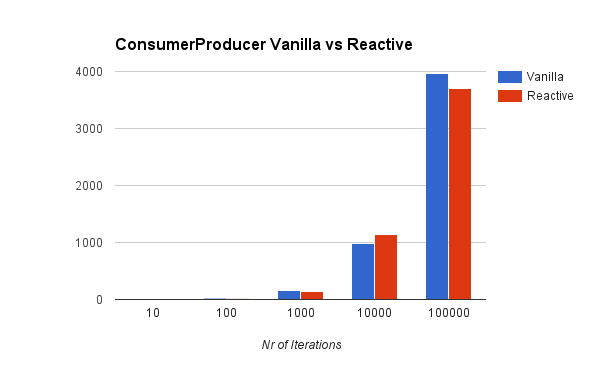 ConsumerProducer Vanilla vs Reactive
4000
3000
2000
1000
0
Vanilla
Reactive
10 100 1000 10000 100000
Nr of Iterations